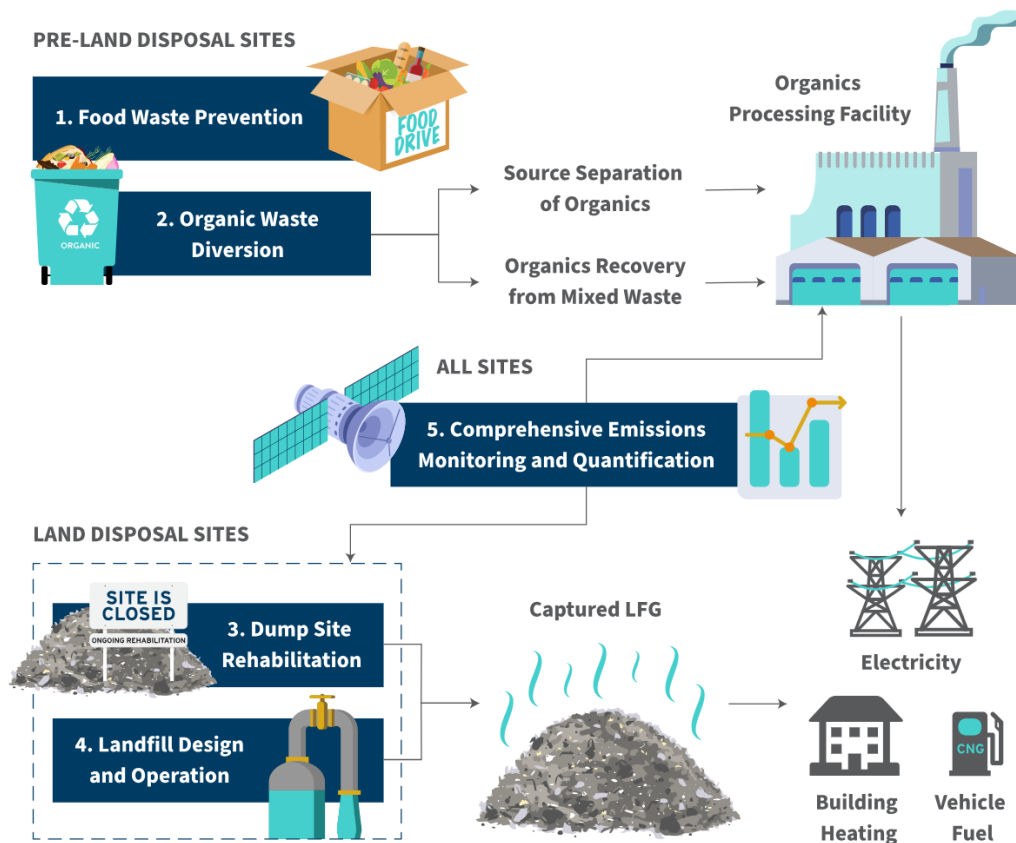 PRE-LAND DISPOSAL SITES
1. Food Waste Prevention
FOOD
DRIVE
ORGANIC
2. Organic Waste
Diversion
Source Separation
of Organics
Organics Recovery
from Mixed Waste
Organics
Processing Facility
ALL SITES
5. Comprehensive Emissions
Monitoring and Quantification
LAND DISPOSAL SITES
SITE IS
CLOSED
ONGOING REHABILITATION
3. Dump Site
Rehabilitation
4. Landfill Design
and Operation
Captured LFG
Electricity
Building
Heating
CNG
Vehicle
Fuel